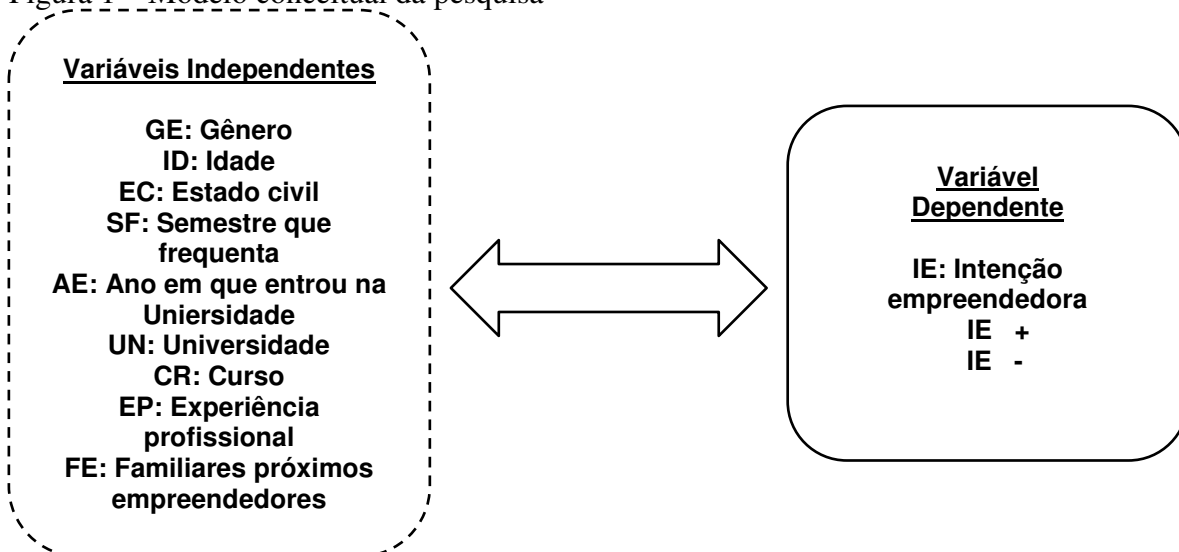 Figura 1 – Modelo conceitual da pesquisa
Variáveis Independentes
GE: Gênero
ID: Idade
EC: Estado civil
SF: Semestre que
frequenta
AE: Ano em que entrou na
Uniersidade
UN: Universidade
CR: Curso
EP: Experiência
profissional
FE: Familiares próximos
empreendedores
Variável
Dependente
IE: Intenção
empreendedora
IE +
IE -